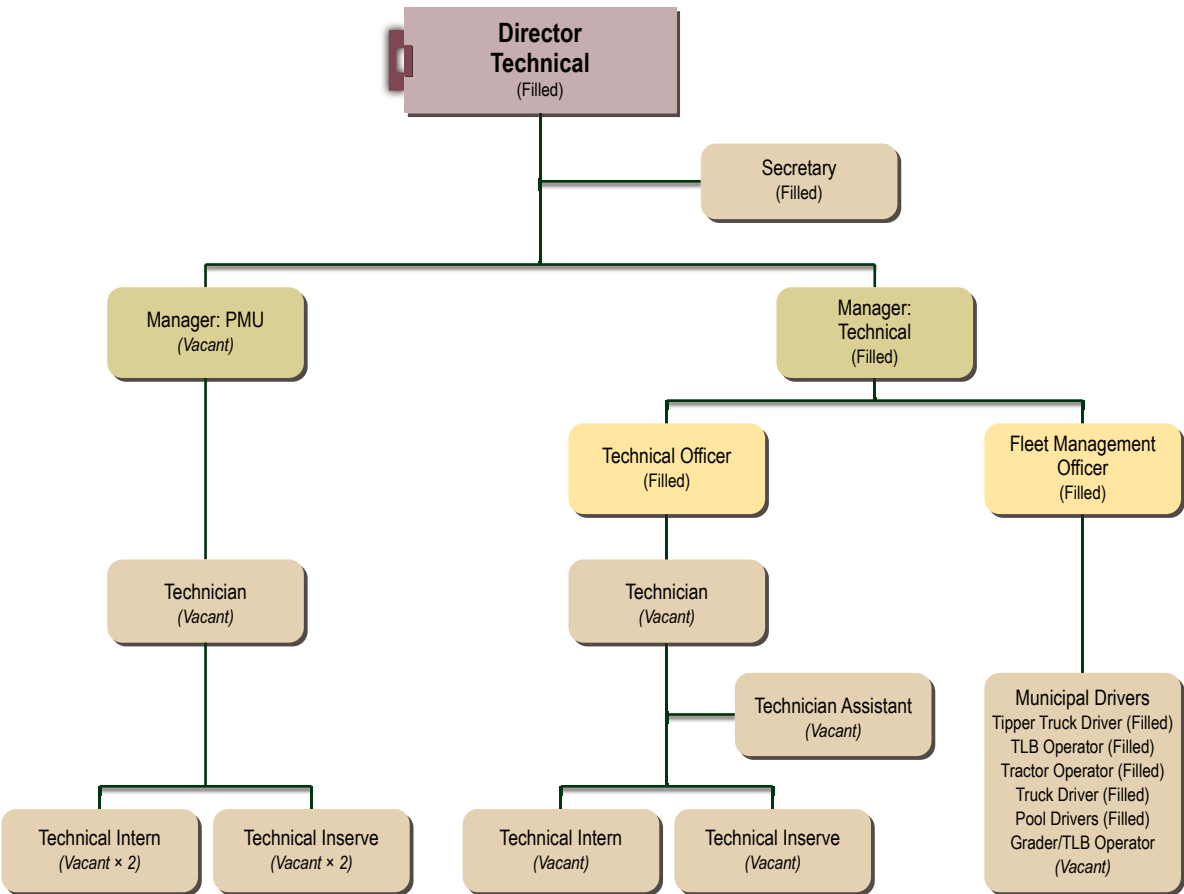 Director
Technical
(Filled)
Secretary
(Filled)
Manager: PMU
(Vacant)
Manager:
Technical
(Filled)
Technical Officer
(Filled)
Fleet Management
Officer
(Filled)
Technician
(Vacant)
Technician
(Vacant)
Technician Assistant
(Vacant)
Municipal Drivers
Tipper Truck Driver (Filled)
TLB Operator (Filled)
Tractor Operator (Filled)
Truck Driver (Filled)
Pool Drivers (Filled)
Grader/TLB Operator
(Vacant)
Technical Intern
(Vacant × 2)
Technical Inserve
(Vacant × 2)
Technical Intern
(Vacant)
Technical Inserve
(Vacant)